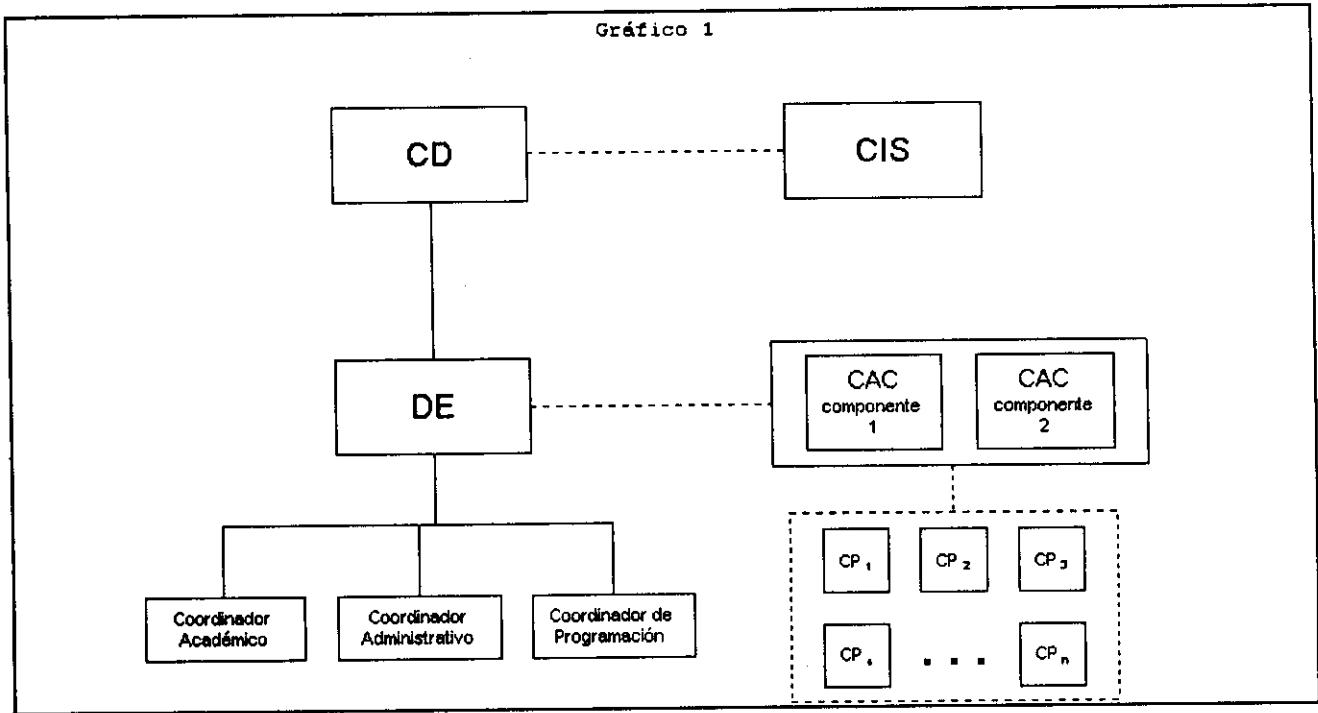 Gráfico 1
CD
CIS
DE
CAC
componente
1
CAC
componente
2
CP 1
CP 2
CP 3
Coordinador
Académico
Coordinador
Administrativo
Coordinador de
Programación
CP 4
. . .
CP n